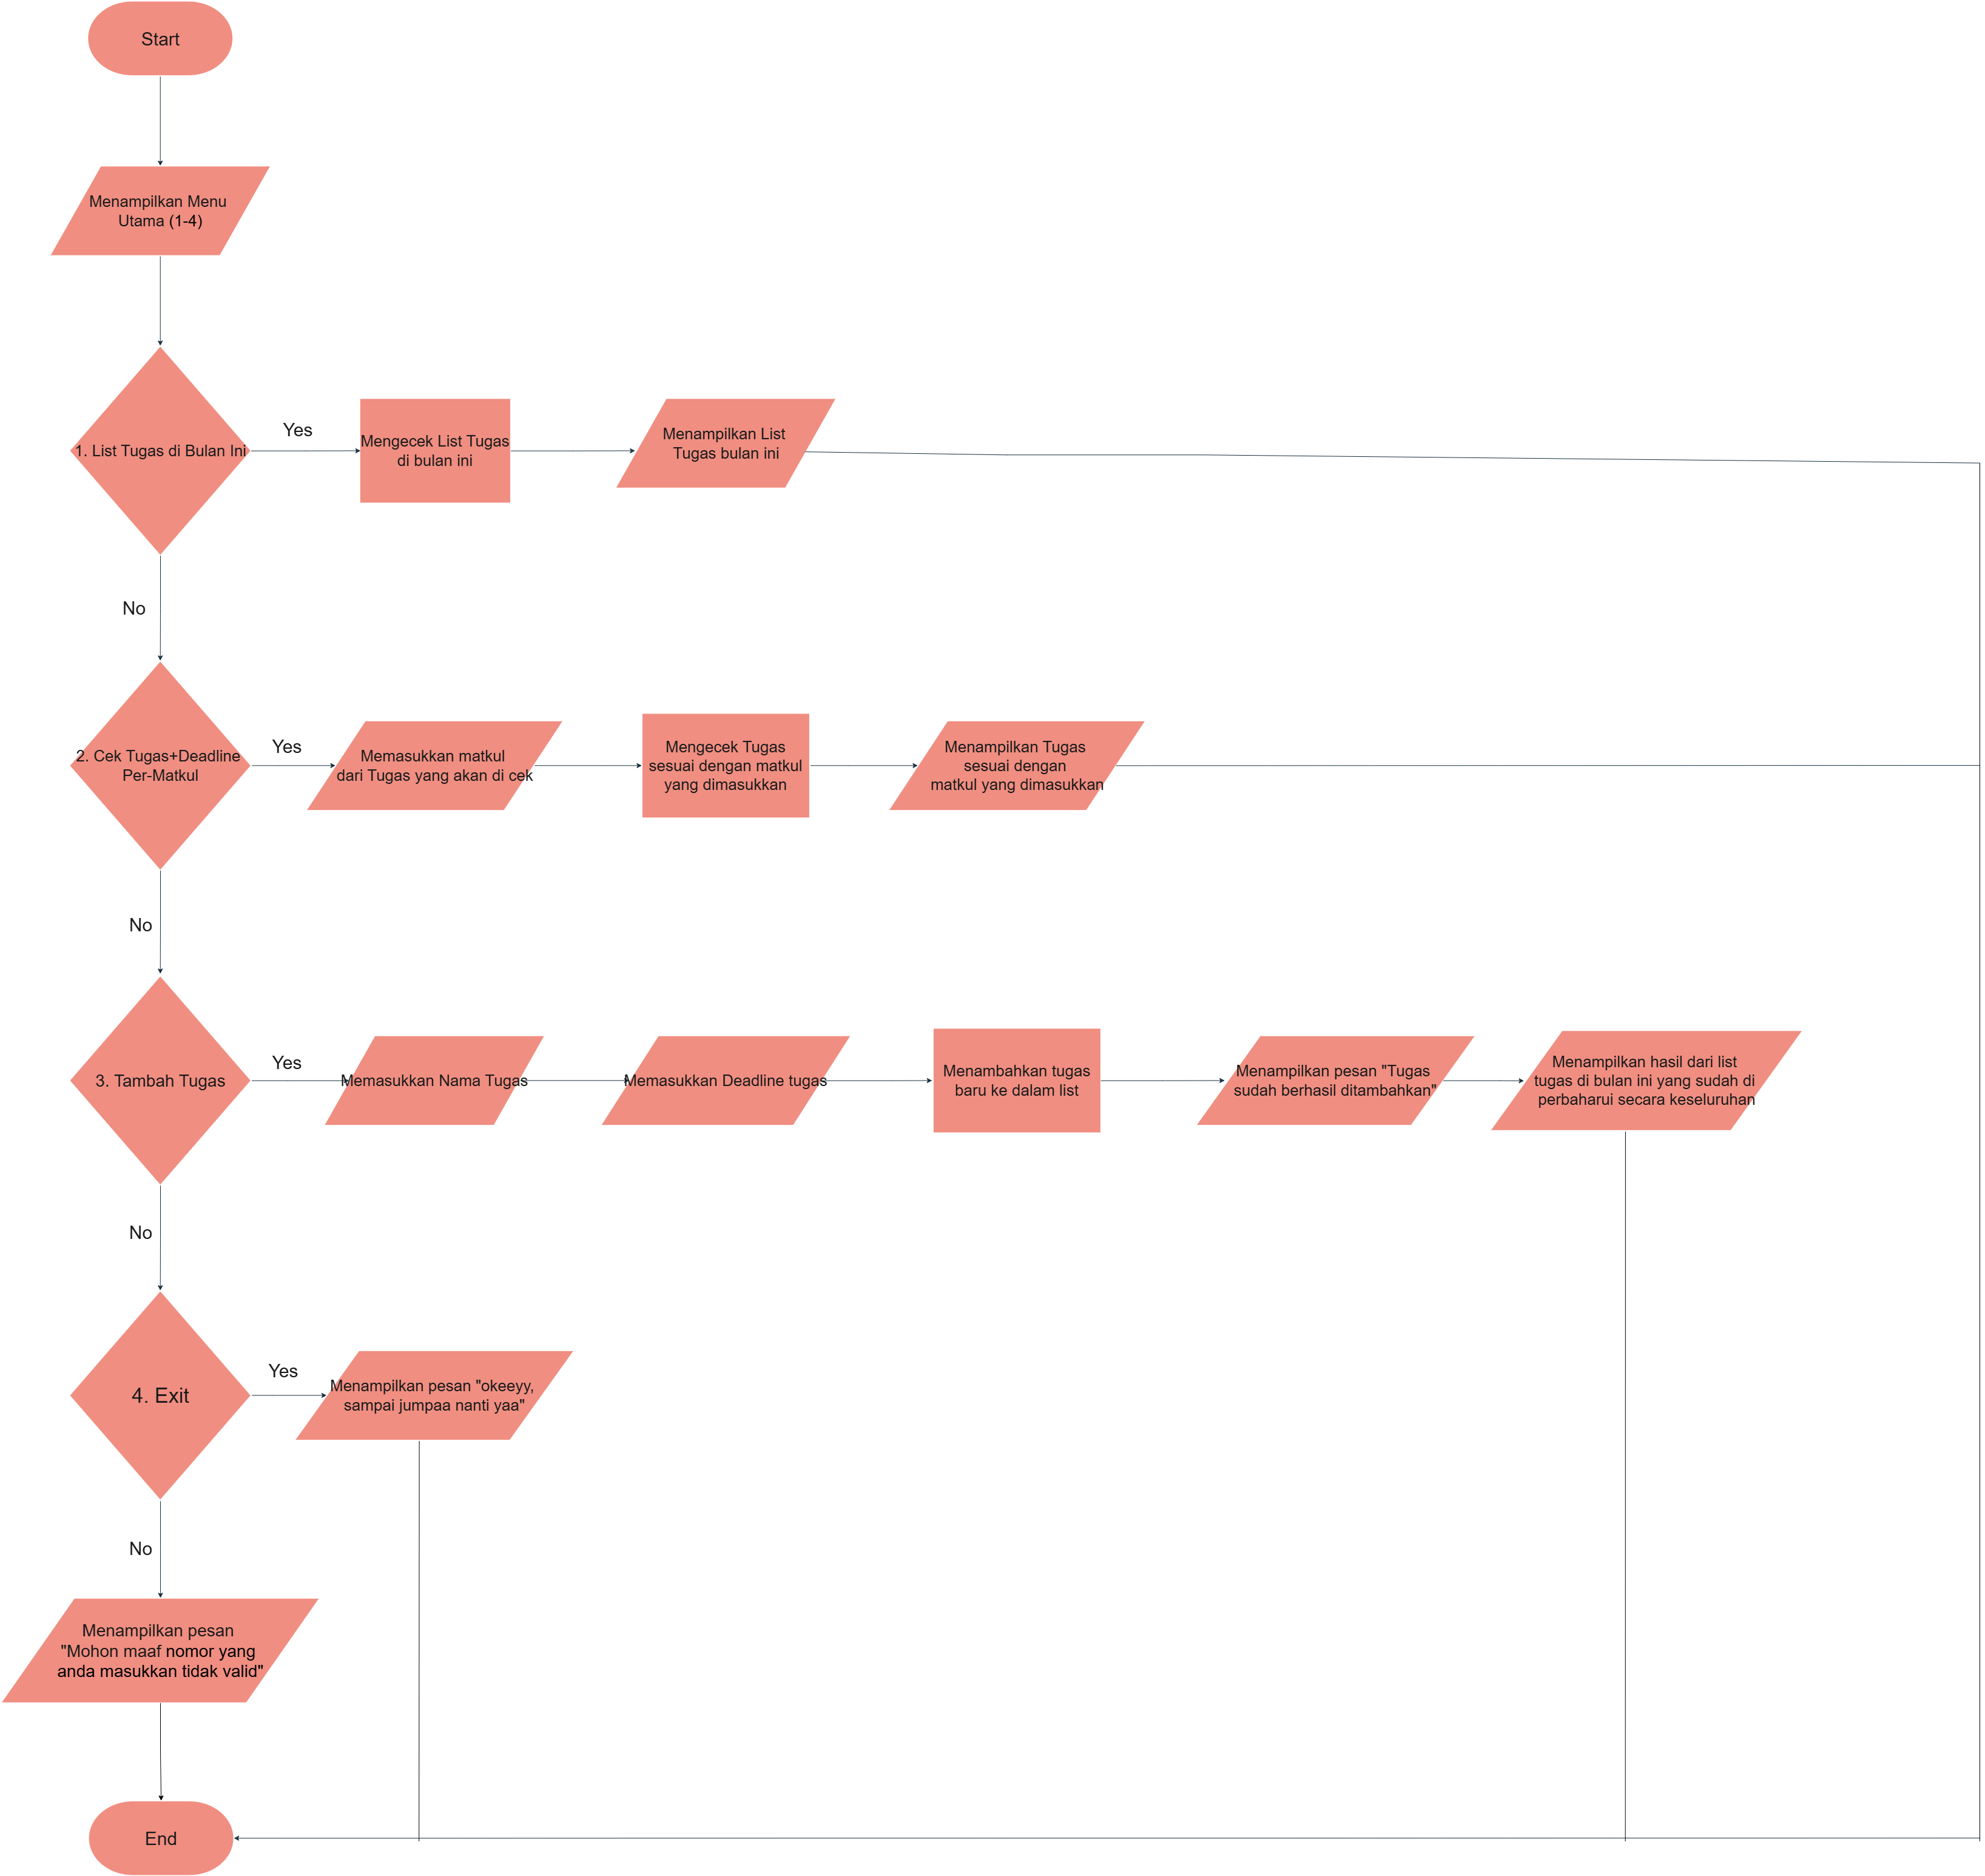 Start
Menampilkan Menu
Utama (1-4)
1. List Tugas di Bulan Ini
Yes
Mengecek List Tugas
di bulan ini
Menampilkan List
Tugas bulan ini
No
2. Cek Tugas+Deadline
Per-Matkul
Yes
Memasukkan matkul
dari Tugas yang akan di cek
Mengecek Tugas
sesuai dengan matkul
yang dimasukkan
Menampilkan Tugas
sesuai dengan
matkul yang dimasukkan
No
3. Tambah Tugas
Yes
Memasukkan Nama Tugas
Memasukkan Deadline tugas
Menambahkan tugas
baru ke dalam list
Menampilkan pesan "Tugas
sudah berhasil ditambahkan"
Menampilkan hasil dari list
tugas di bulan ini yang sudah di
perbaharui secara keseluruhan
No
4. Exit
Yes
Menampilkan pesan "okeeyy,
sampai jumpaa nanti yaa"
No
Menampilkan pesan
"Mohon maaf nomor yang
anda masukkan tidak valid"
End